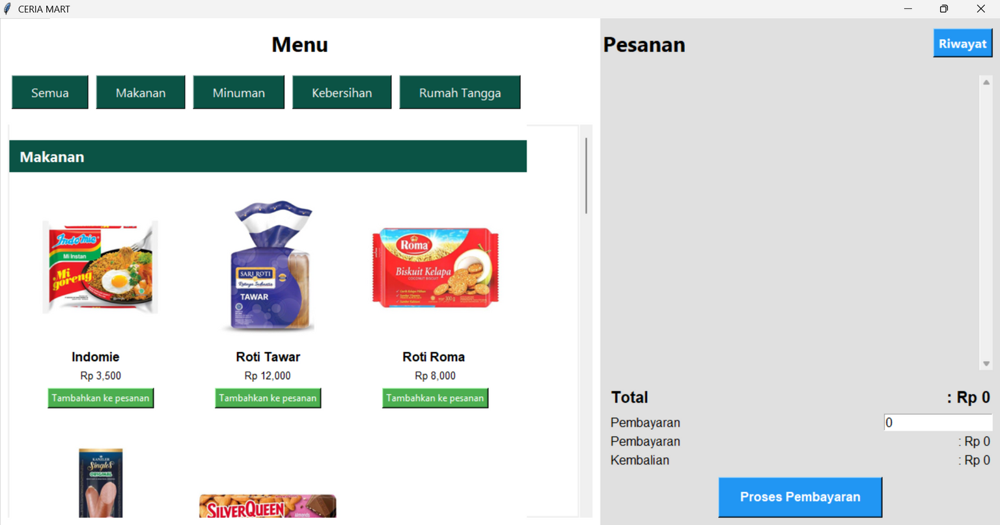 CERIA MART
Menu
Semua
Makanan
Minuman
Kebersihan
Rumah Tangga
Makanan
Indomie
Mi Instan
Mi goreng
SARI ROTI
TAWAR
Roma
Biskuit Kelapa
COCONUT BISCUIT
300 g
Indomie
Roti Tawar
Roti Roma
Rp 3,500
Rp 12,000
Rp 8,000
Tambahkan ke pesanan
Tambahkan ke pesanan
Tambahkan ke pesanan
KANZLER
Singles
ORIGINAL
SILVERQUEEN
Almonds
Pesanan
Riwayat
Total : Rp 0
Pembayaran 0
Pembayaran : Rp 0
Kembalian : Rp 0
Proses Pembayaran